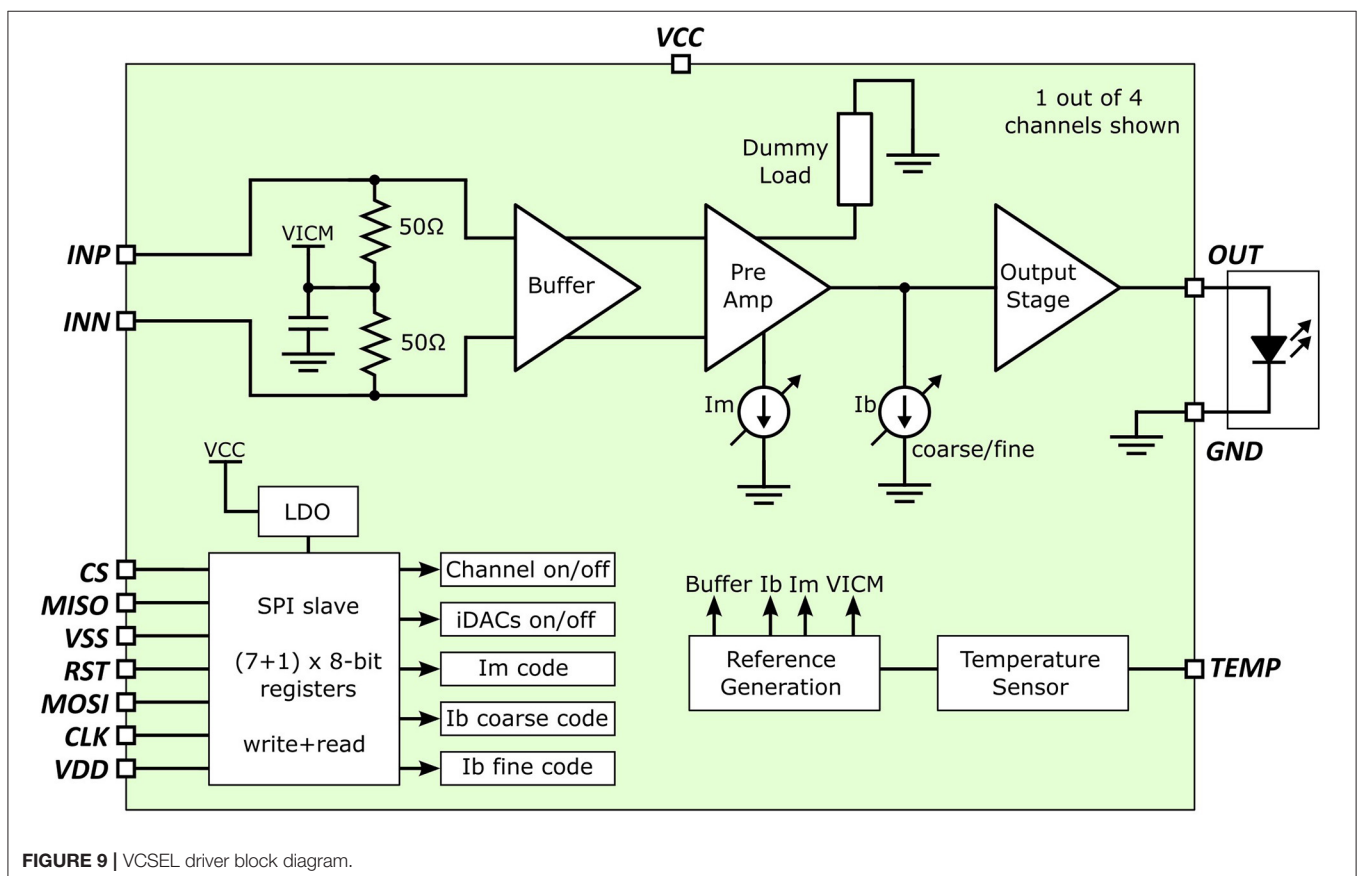 VCC
1 out of 4
channels shown
Dummy
Load
50Ω
VICM
INP
INN
50Ω
Buffer
Pre
Amp
Output
Stage
OUT
GND
Im
Ib
coarse/fine
VCC
LDO
CS
MISO
VSS
RST
MOSI
CLK
VDD
SPI slave
(7+1) x 8-bit
registers
write+read
Channel on/off
iDACs on/off
Im code
Ib coarse code
Ib fine code
Buffer Ib Im VICM
Reference
Generation
Temperature
Sensor
TEMP
FIGURE 9 | VCSEL driver block diagram.